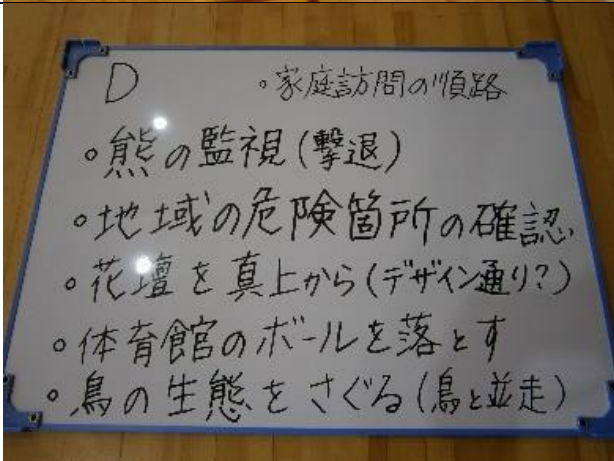 D ・家庭訪問の順路
・熊の監視(撃退)
・地域の危険箇所の確認
・花壇を真上から(デザイン通り?)
・体育館のボールを落とす
・鳥の生態をさぐる(鳥と並走)